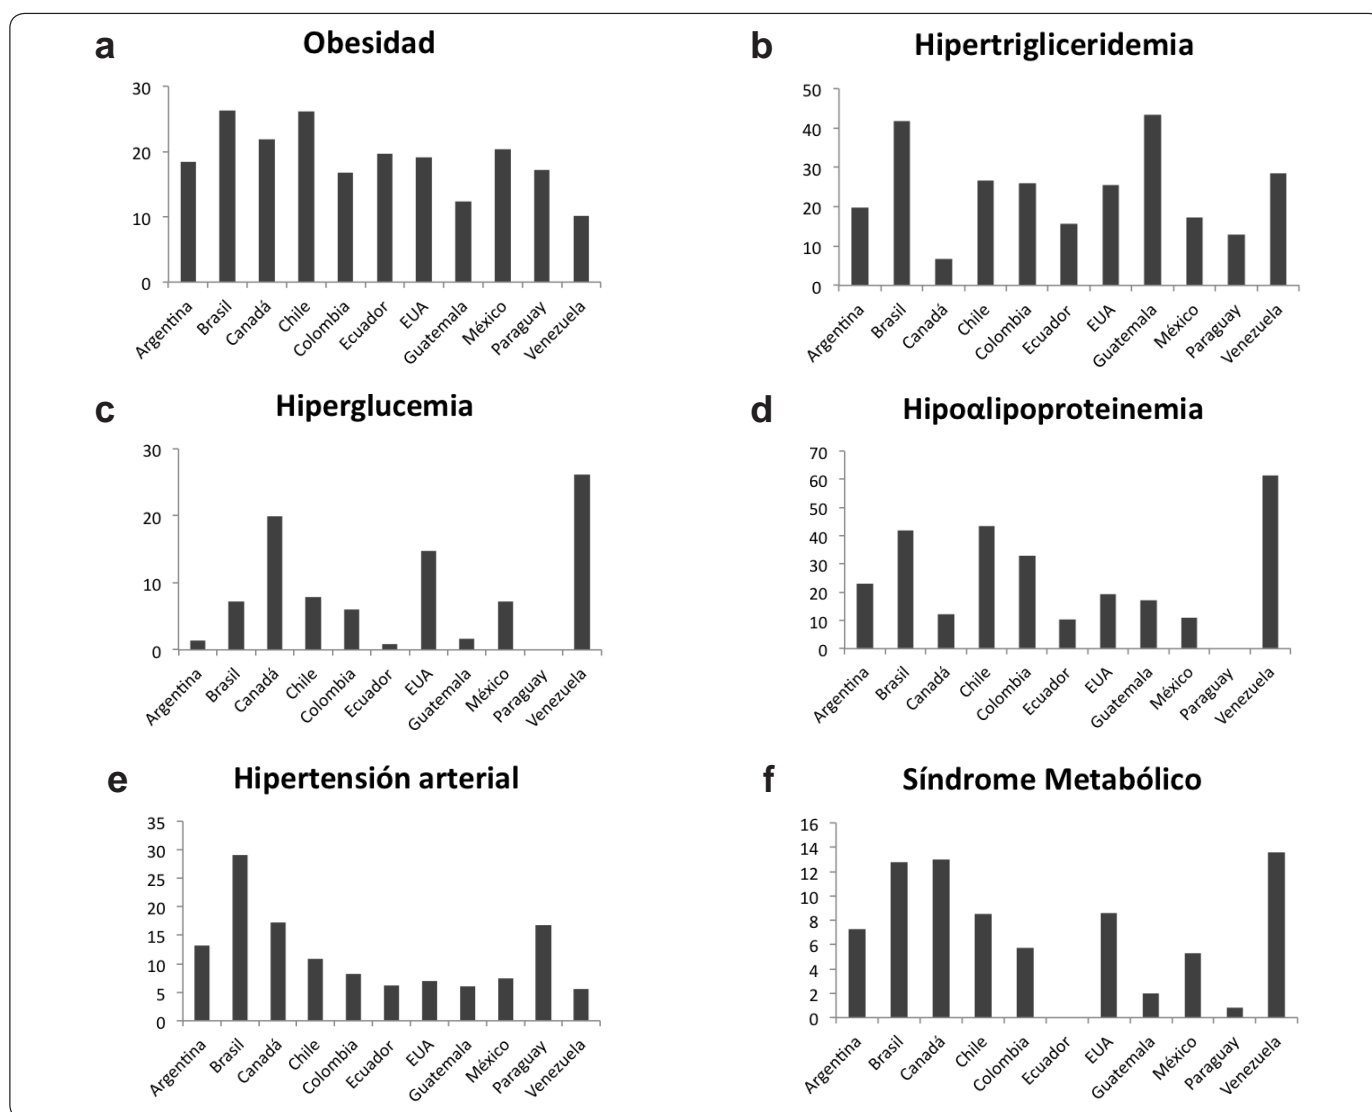 a
Obesidad
30
20
10
0
Argentina
Brasil
Canadá
Chile
Colombia
Ecuador
EUA
Guatemala
México
Paraguay
Venezuela
b
Hipertrigliceridemia
50
40
30
20
10
0
Argentina
Brasil
Canadá
Chile
Colombia
Ecuador
EUA
Guatemala
México
Paraguay
Venezuela
c
Hiperglucemia
30
20
10
0
Argentina
Brasil
Canadá
Chile
Colombia
Ecuador
EUA
Guatemala
México
Paraguay
Venezuela
d
Hipoαlipoproteinemia
70
60
50
40
30
20
10
0
Argentina
Brasil
Canadá
Chile
Colombia
Ecuador
EUA
Guatemala
México
Paraguay
Venezuela
e
Hipertensión arterial
35
30
25
20
15
10
5
0
Argentina
Brasil
Canadá
Chile
Colombia
Ecuador
EUA
Guatemala
México
Paraguay
Venezuela
f
Síndrome Metabólico
16
14
12
10
8
6
4
2
0
Argentina
Brasil
Canadá
Chile
Colombia
Ecuador
EUA
Guatemala
México
Paraguay
Venezuela